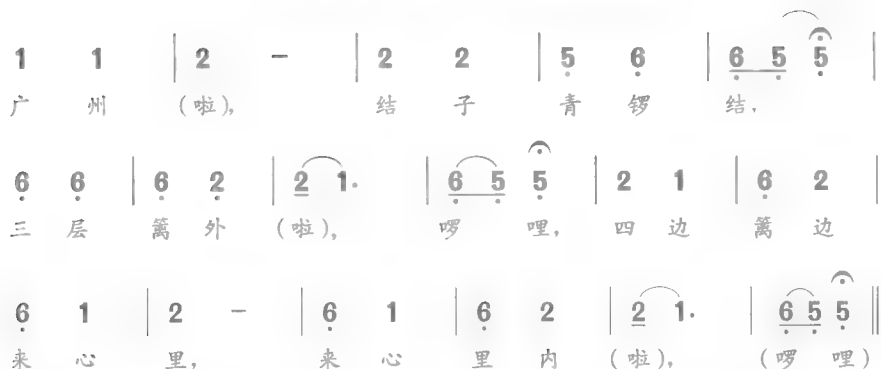 1 1 | 2 - | 2 2 | 5̣ 6̣ | 6̣ 5̣ 5̣ |
广 州 (啦), 结 子 青 锣 结,
6̣ 6̣ | 6̣ 2̣ | 2 1. | 6̣ 5̣ 5̣ | 2 1 | 6̣ 2 |
三 层 篱 外 (啦), 啰 哩, 四 边 篱 边
6̣ 1 | 2 - | 6̣ 1 | 6̣ 2 | 2 1. | 6̣ 5̣ 5̣ ‖
来 心 里, 来 心 里 内 (啦), (啰 哩)